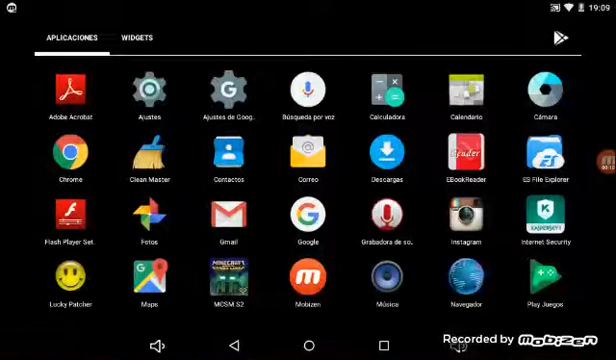 19:09
APLICACIONES WIDGETS
Adobe Acrobat Ajustes Ajustes de Goog.. Búsqueda por voz Calculadora Calendario Cámara
Chrome Clean Master Contactos Correo Descargas EBookReader ES File Explorer
Flash Player Set. Fotos Gmail Google Grabadora de so.. Instagram Internet Security
Lucky Patcher Maps MCSM S2 Mobizen Música Navegador Play Juegos
Recorded by mobizen